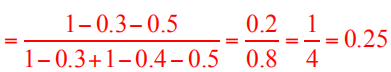 = (1 − 0.3 − 0.5)/(1 − 0.3 + 1 − 0.4 − 0.5) = 0.2/0.8 = 1/4 = 0.25